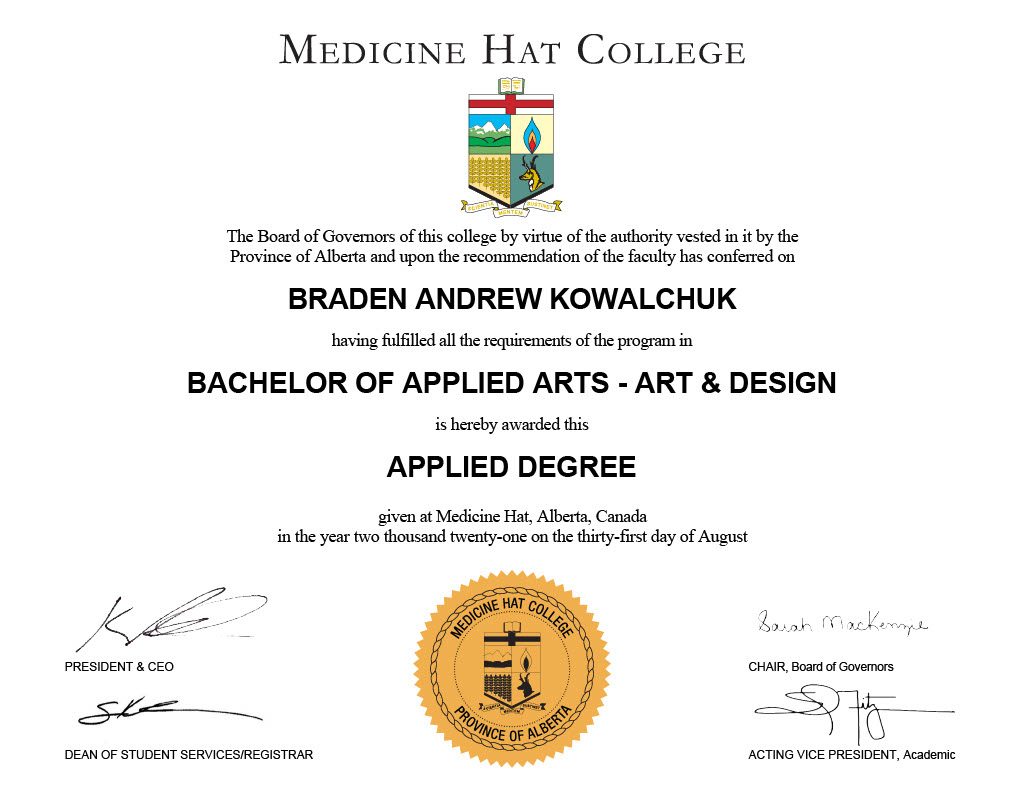 MEDICINE HAT COLLEGE
SCIENTIA MENTEM SUSTINET
The Board of Governors of this college by virtue of the authority vested in it by the
Province of Alberta and upon the recommendation of the faculty has conferred on
BRADEN ANDREW KOWALCHUK
having fulfilled all the requirements of the program in
BACHELOR OF APPLIED ARTS - ART & DESIGN
is hereby awarded this
APPLIED DEGREE
given at Medicine Hat, Alberta, Canada
in the year two thousand twenty-one on the thirty-first day of August
PRESIDENT & CEO
DEAN OF STUDENT SERVICES/REGISTRAR
MEDICINE HAT COLLEGE
SCIENTIA MENTEM SUSTINET
PROVINCE OF ALBERTA
Sarah MacKenzie
CHAIR, Board of Governors
ACTING VICE PRESIDENT, Academic